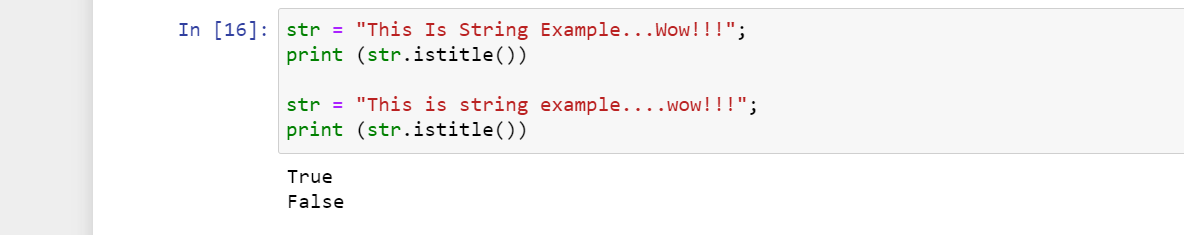 In [16]: str = "This Is String Example...Wow!!!";
print (str.istitle())
str = "This is string example....wow!!!";
print (str.istitle())
True
False